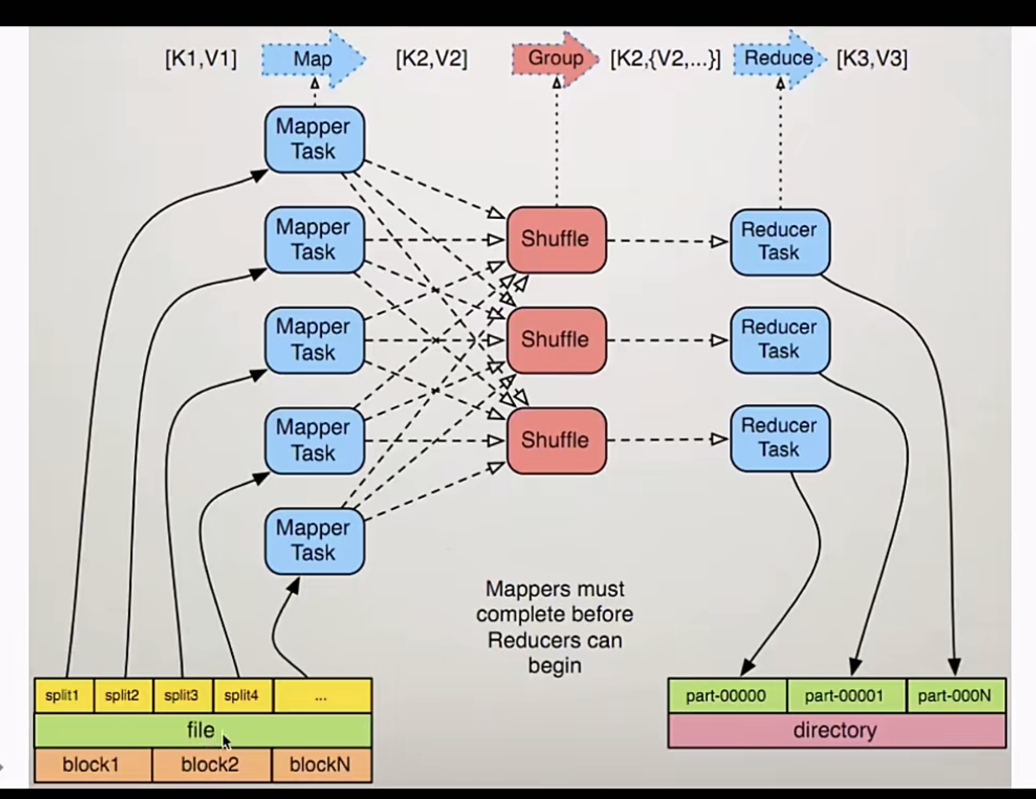 [K1,V1] Map [K2,V2] Group [K2,{V2,...}] Reduce [K3,V3]
Mapper
Task
Mapper
Task
Mapper
Task
Mapper
Task
Mapper
Task
Shuffle
Shuffle
Shuffle
Reducer
Task
Reducer
Task
Reducer
Task
Mappers must
complete before
Reducers can
begin
split1 split2 split3 split4 ...
file
block1 block2 blockN
part-00000 part-00001 part-000N
directory